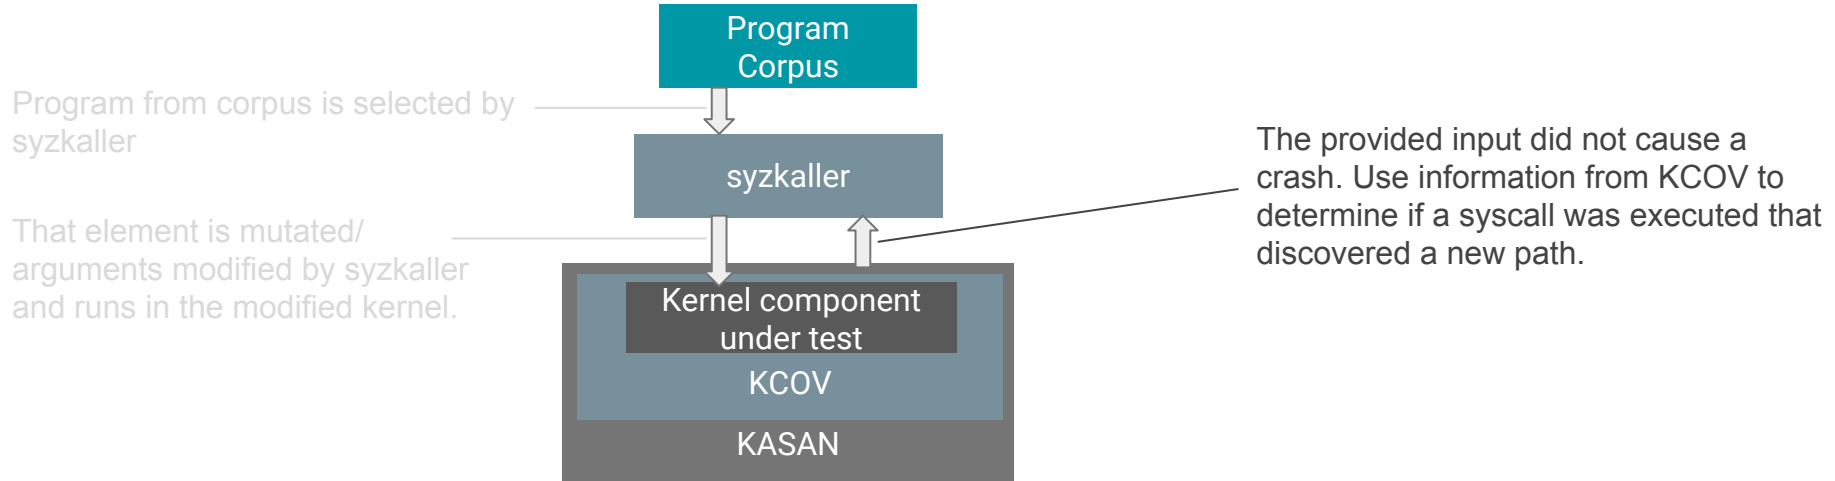 Program
Corpus
Program from corpus is selected by
syzkaller
syzkaller
The provided input did not cause a
crash. Use information from KCOV to
determine if a syscall was executed that
discovered a new path.
That element is mutated/
arguments modified by syzkaller
and runs in the modified kernel.
Kernel component
under test
KCOV
KASAN